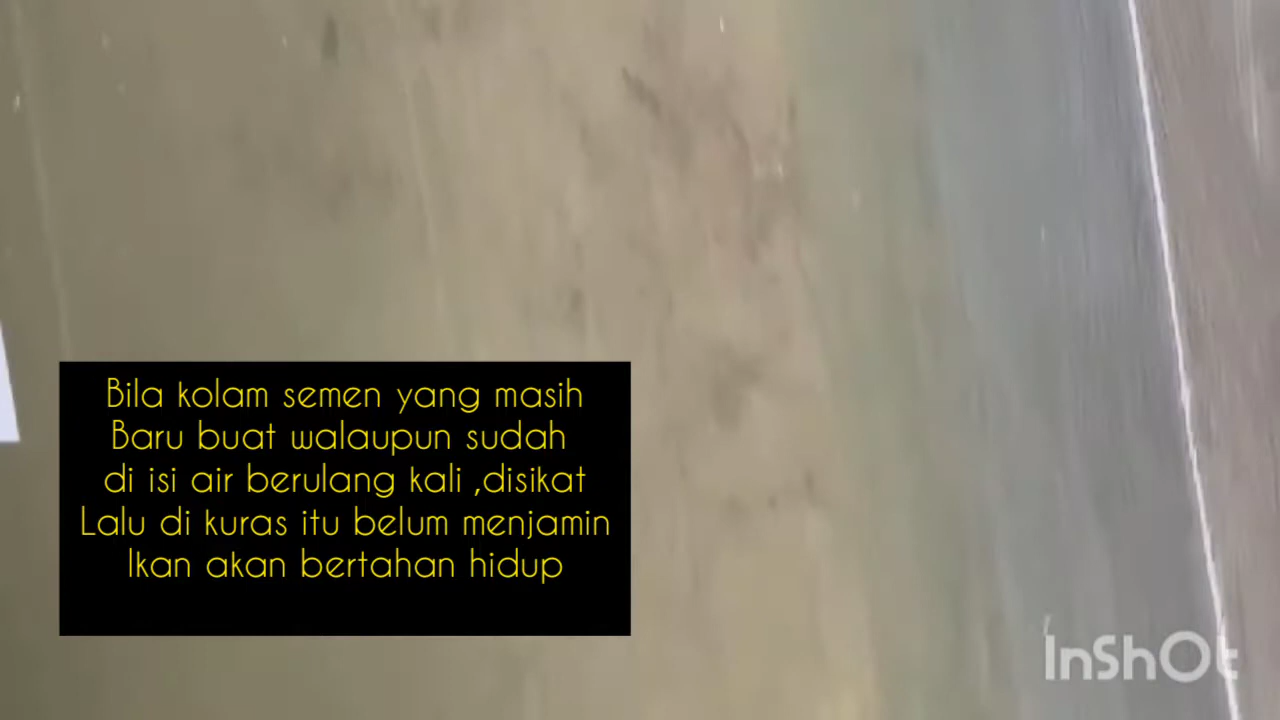 Bila kolam semen yang masih
Baru buat walaupun sudah
di isi air berulang kali ,disikat
Lalu di kuras itu belum menjamin
Ikan akan bertahan hidup
InShOt